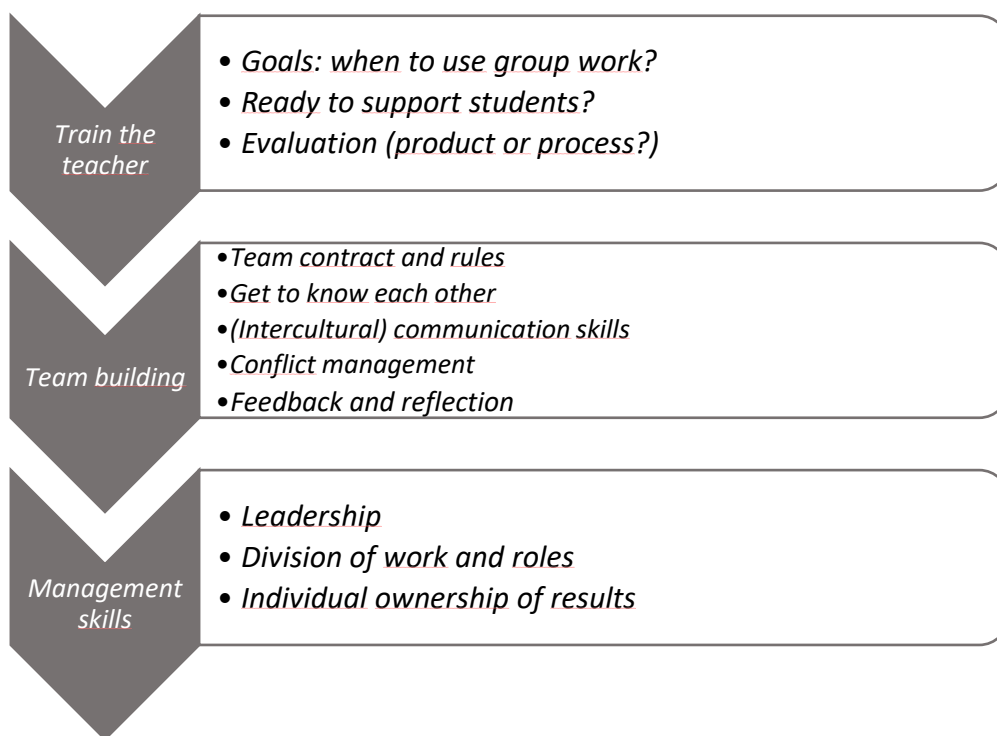 Train the
teacher
• Goals: when to use group work?
• Ready to support students?
• Evaluation (product or process?)
Team building
•Team contract and rules
•Get to know each other
•(Intercultural) communication skills
•Conflict management
•Feedback and reflection
Management
skills
• Leadership
• Division of work and roles
• Individual ownership of results